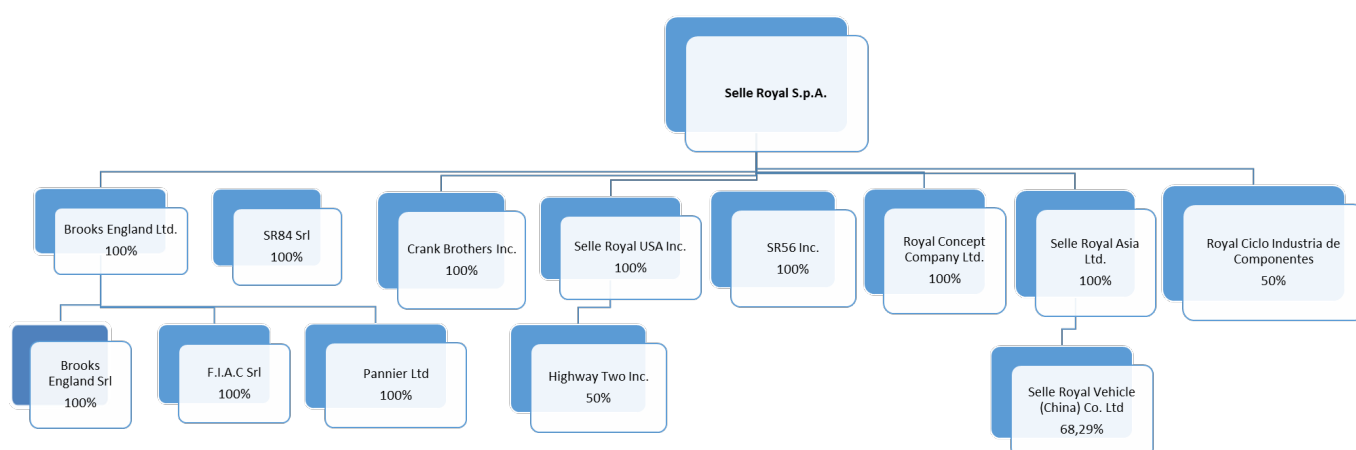 Selle Royal S.p.A.
Brooks England Ltd.
100%
SR84 Srl
100%
Crank Brothers Inc.
100%
Selle Royal USA Inc.
100%
SR56 Inc.
100%
Royal Concept
Company Ltd.
100%
Selle Royal Asia
Ltd.
100%
Royal Ciclo Industria de
Componentes
50%
Brooks
England Srl
100%
F.I.A.C Srl
100%
Pannier Ltd
100%
Highway Two Inc.
50%
Selle Royal Vehicle
(China) Co. Ltd
68,29%